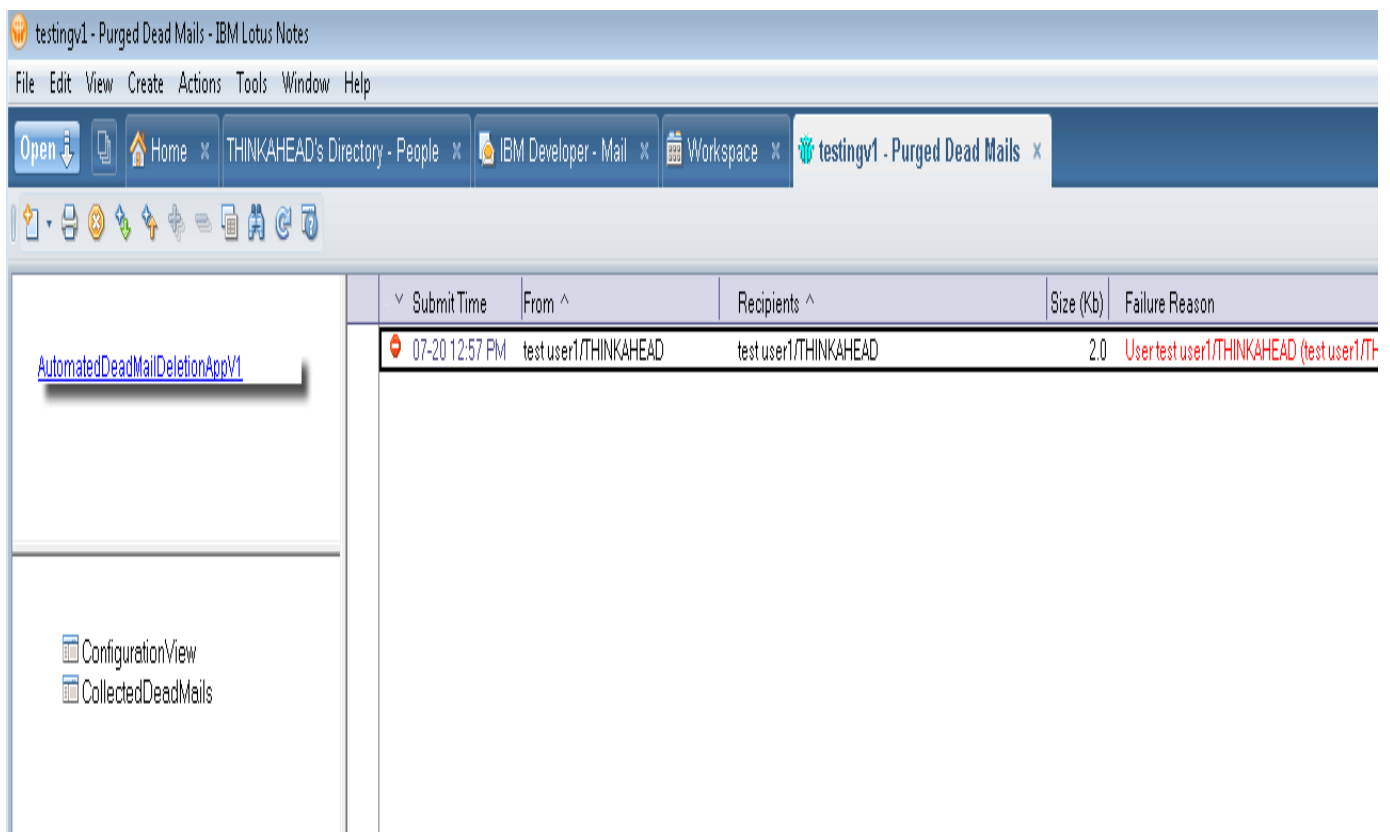 testingv1 - Purged Dead Mails - IBM Lotus Notes
File Edit View Create Actions Tools Window Help
Open Home x THINKAHEAD's Directory - People x IBM Developer - Mail x Workspace x testingv1 - Purged Dead Mails x
Submit Time From ^ Recipients ^ Size (Kb) Failure Reason
07-20 12:57 PM test user1/THINKAHEAD test user1/THINKAHEAD 2.0 User test user1/THINKAHEAD (test user1/TH
AutomatedDeadMailDeletionAppV1
ConfigurationView
CollectedDeadMails